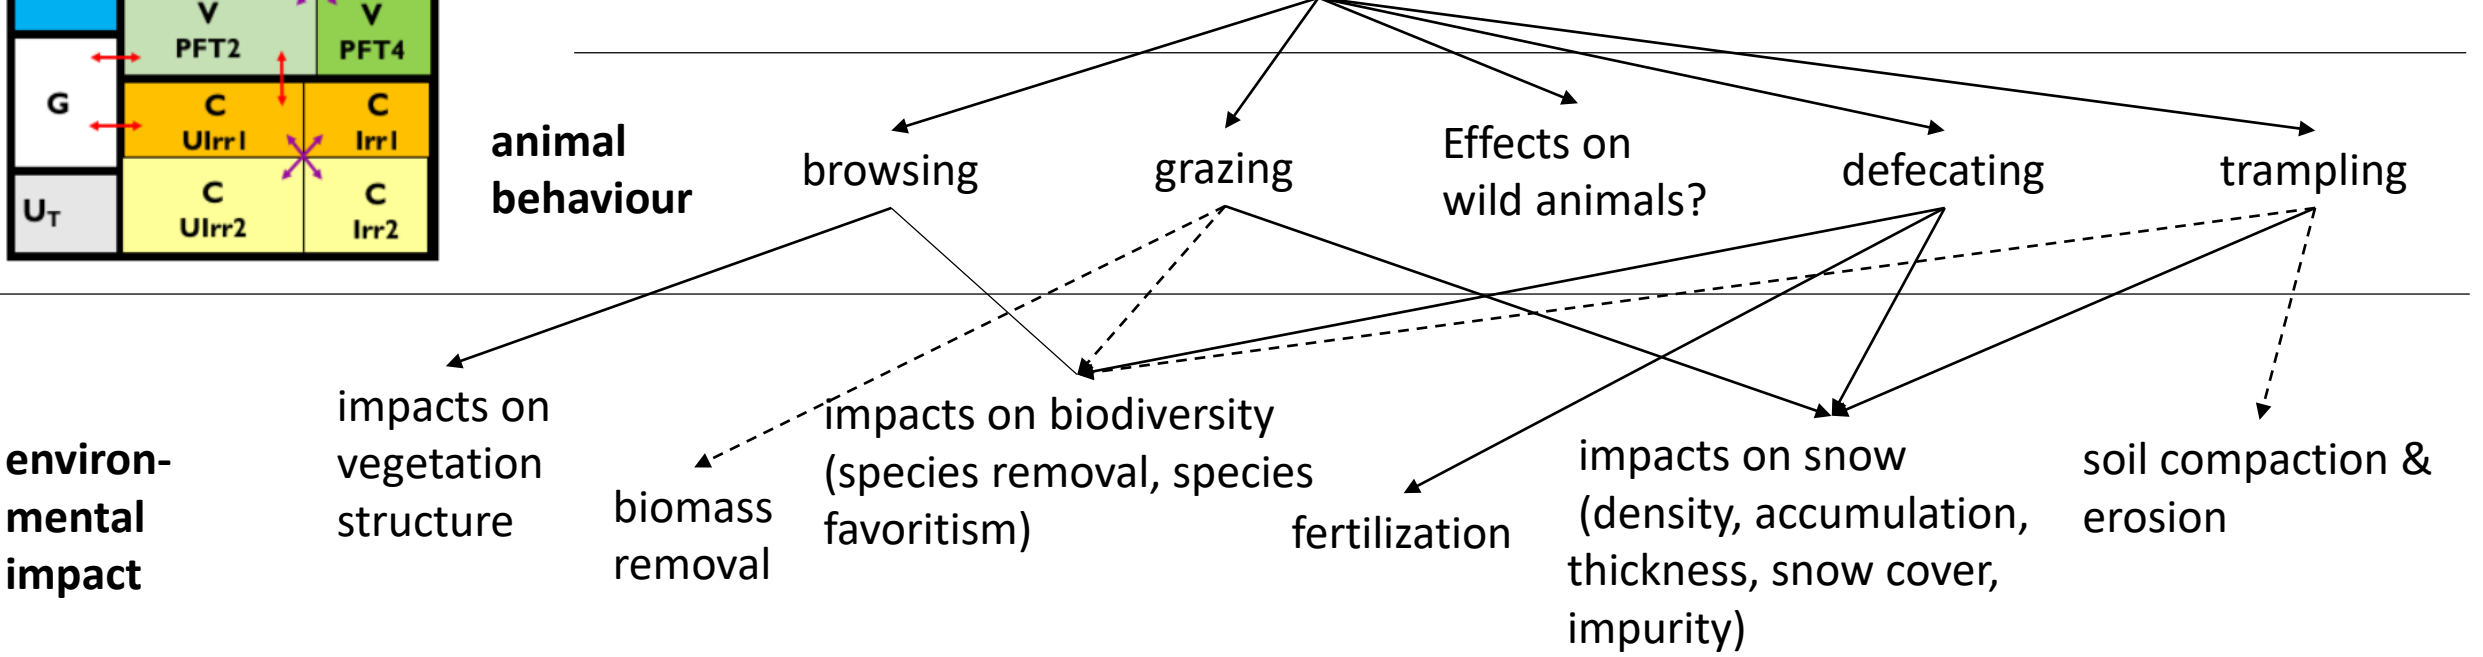 V
PFT2
V
PFT4
G
C
UIrr1
C
Irr1
UT
C
UIrr2
C
Irr2
animal
behaviour
browsing
grazing
Effects on
wild animals?
defecating
trampling
environ-
mental
impact
impacts on
vegetation
structure
biomass
removal
impacts on biodiversity
(species removal, species
favoritism)
fertilization
impacts on snow
(density, accumulation,
thickness, snow cover,
impurity)
soil compaction &
erosion